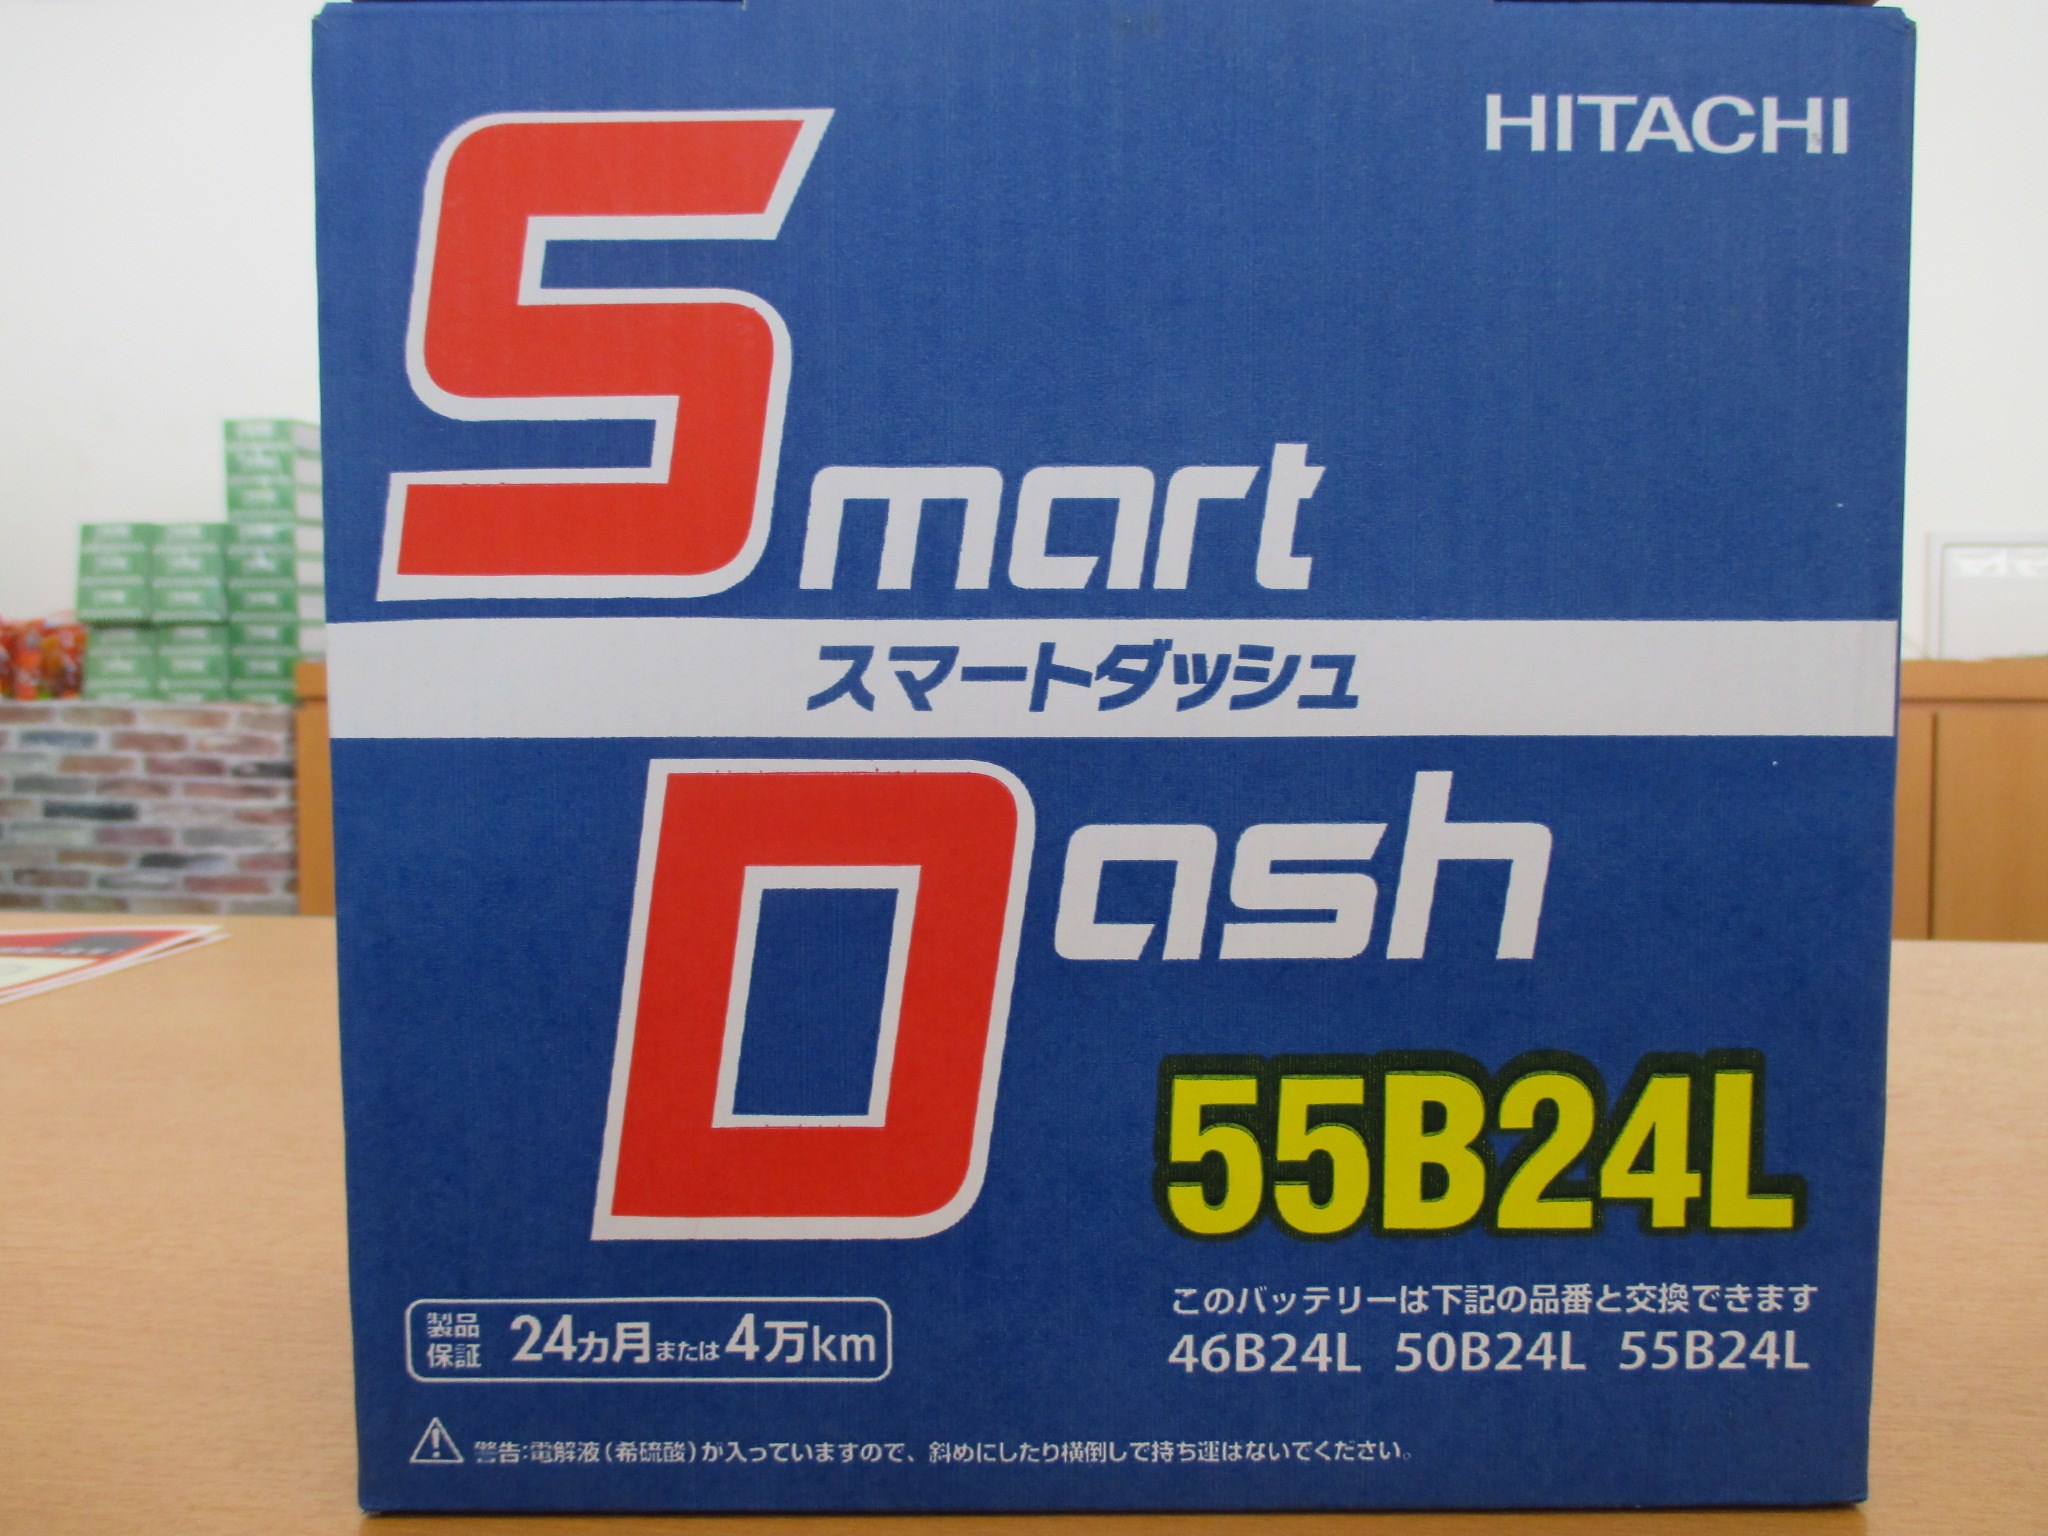 HITACHI
Smart
スマートダッシュ
Dash
55B24L
このバッテリーは下記の品番と交換できます
46B24L 50B24L 55B24L
製品保証 24カ月または4万km
警告:電解液(希硫酸)が入っていますので、斜めにしたり横倒しで持ち運はないでください。